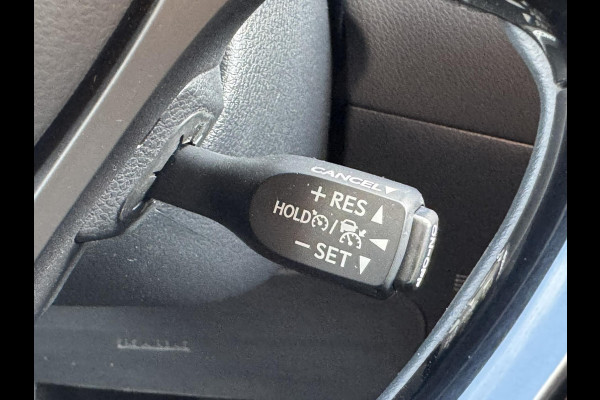 CANCEL▼
+RES▲
HOLD / ◀
−SET▼